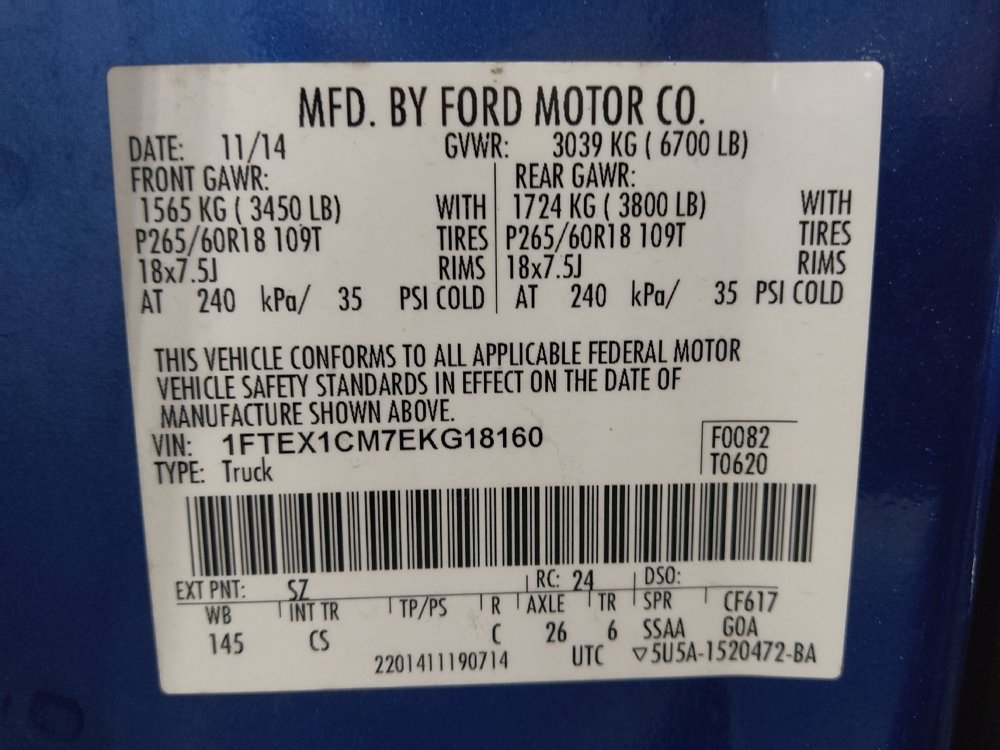 MFD. BY FORD MOTOR CO.
DATE: 11/14 GVWR: 3039 KG ( 6700 LB)
FRONT GAWR: REAR GAWR:
1565 KG ( 3450 LB) WITH 1724 KG ( 3800 LB) WITH
P265/60R18 109T TIRES P265/60R18 109T TIRES
18x7.5J RIMS 18x7.5J RIMS
AT 240 kPa/ 35 PSI COLD AT 240 kPa/ 35 PSI COLD
THIS VEHICLE CONFORMS TO ALL APPLICABLE FEDERAL MOTOR
VEHICLE SAFETY STANDARDS IN EFFECT ON THE DATE OF
MANUFACTURE SHOWN ABOVE.
VIN: 1FTEX1CM7EKG18160 F0082
TYPE: Truck T0620
EXT PNT: SZ RC: 24 DSO:
WB INT TR TP/PS R AXLE TR SPR CF617
145 CS C 26 6 SSAA GOA
2201411190714 UTC ▽5U5A-1520472-BA